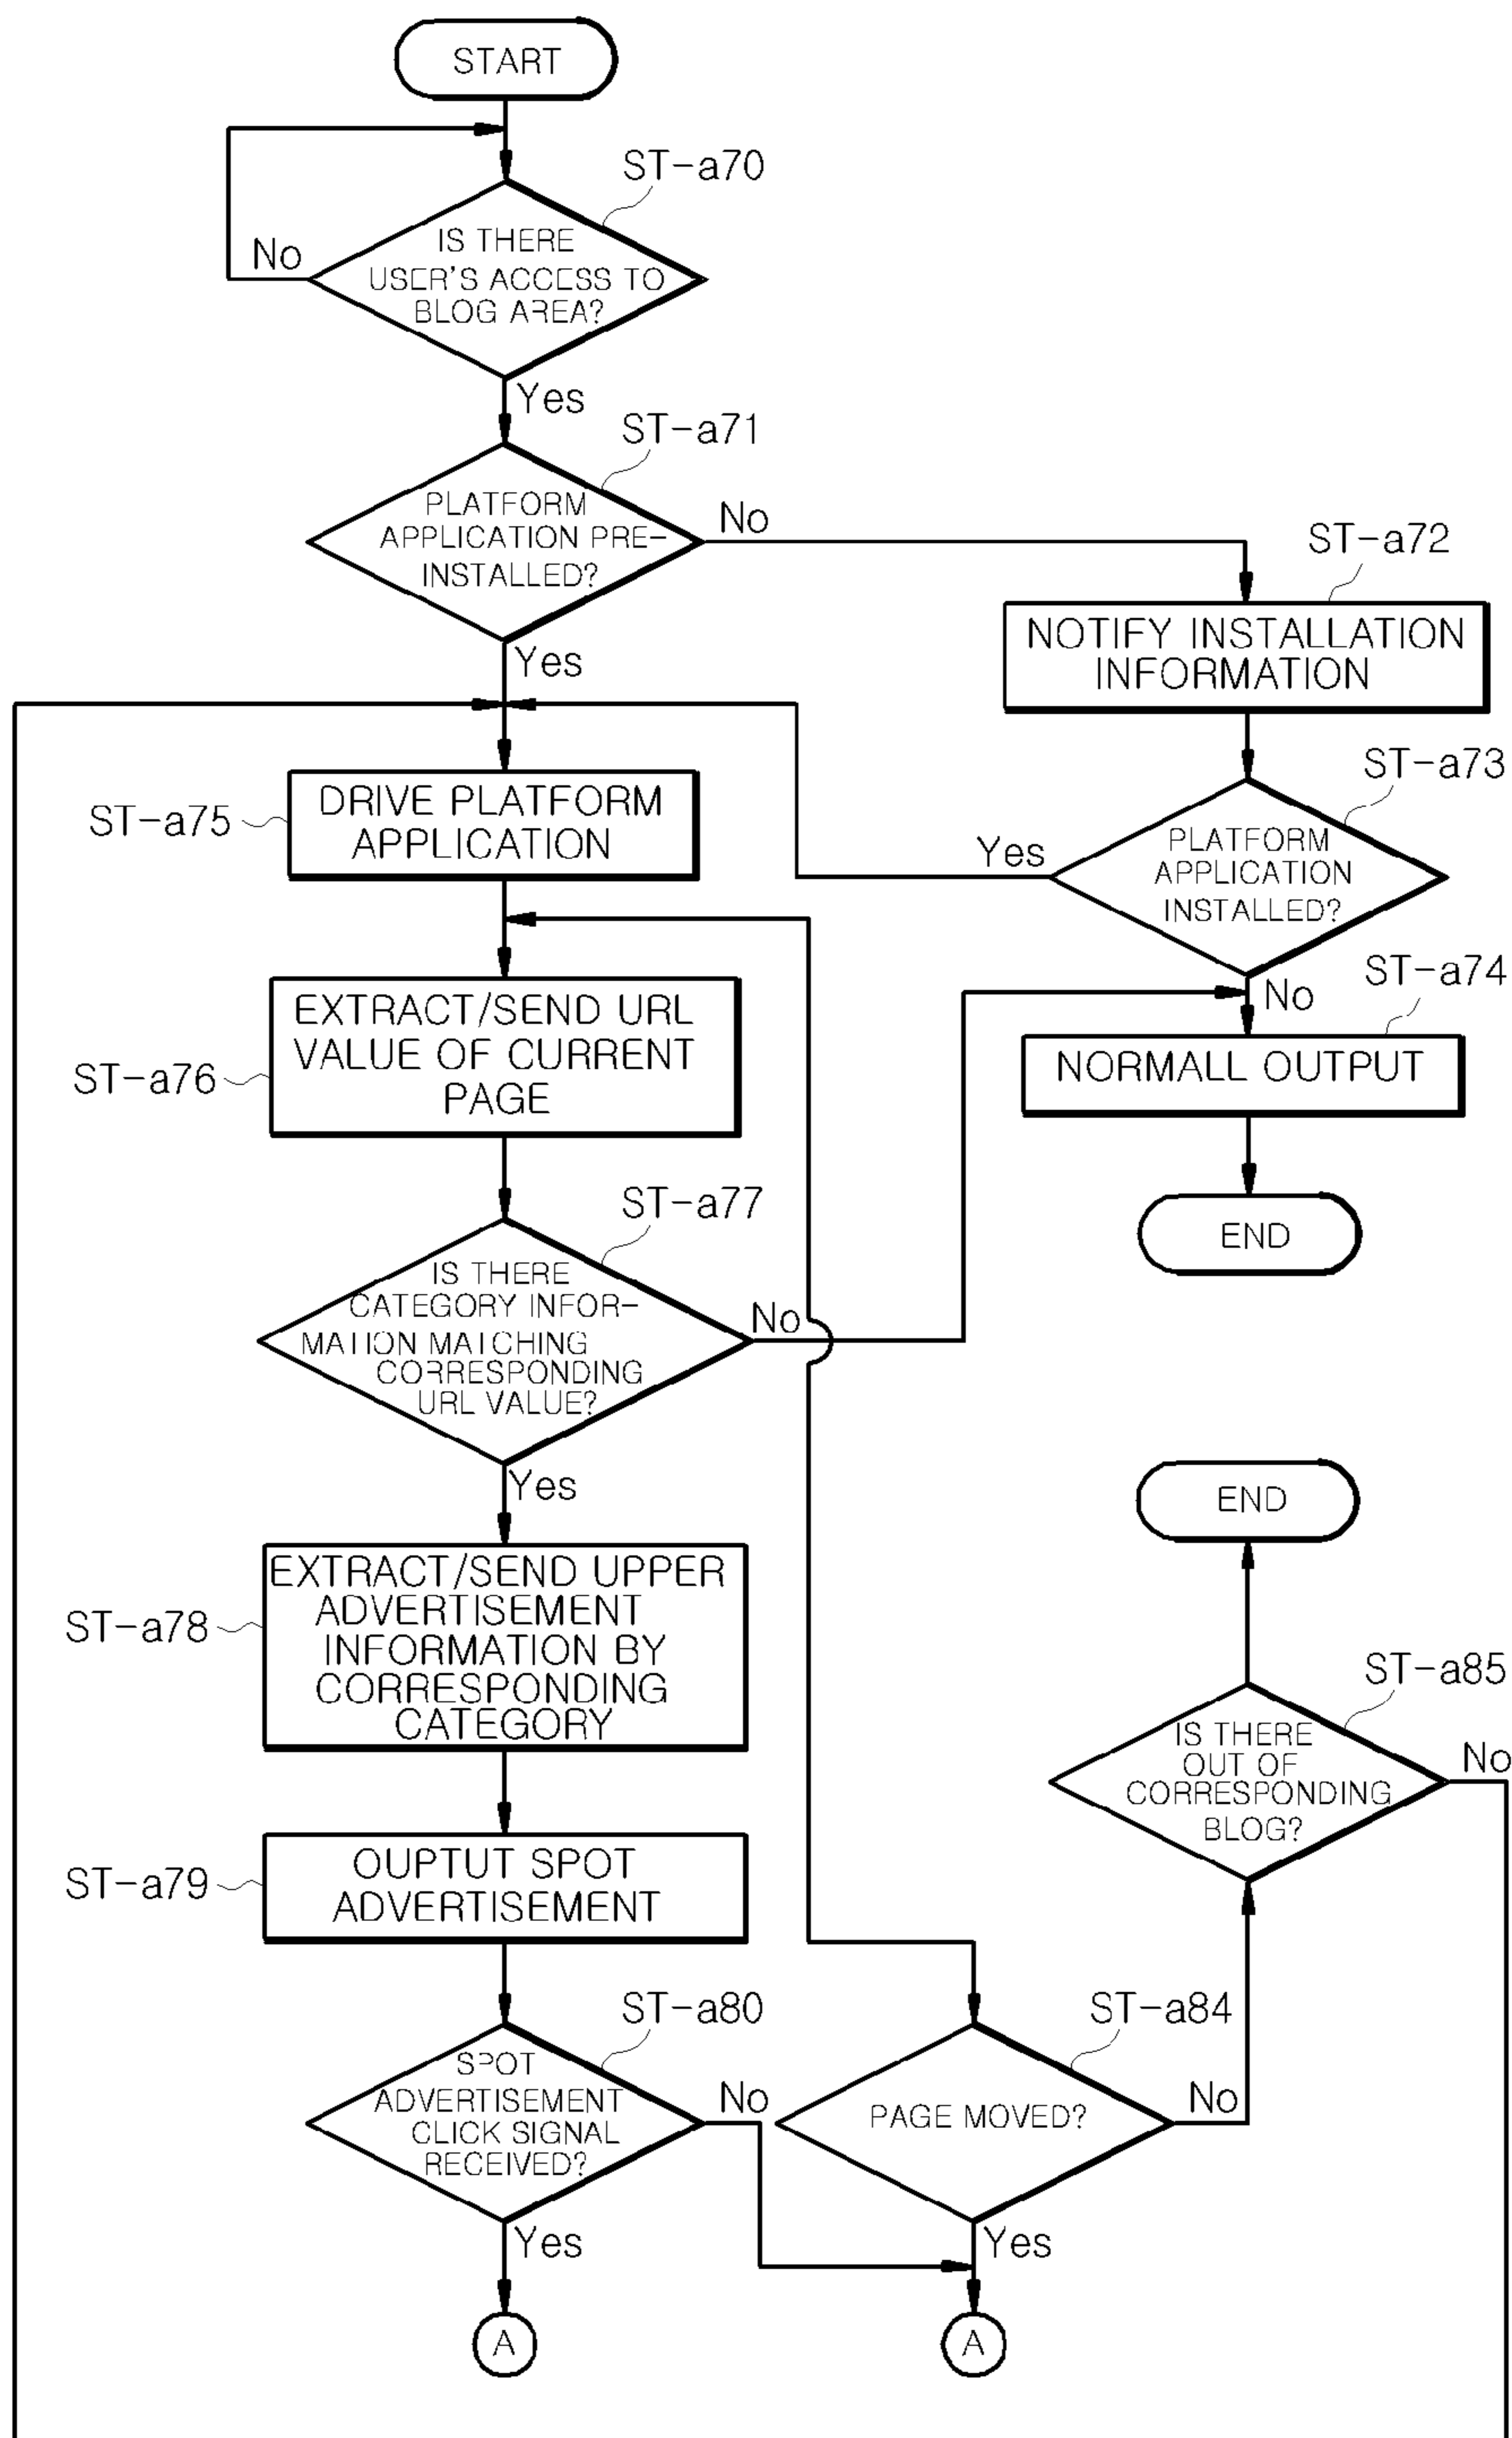 START
ST-a70
IS THERE
USER'S ACCESS TO
BLOG AREA?
No
Yes
ST-a71
PLATFORM
APPLICATION PRE-
INSTALLED?
No
Yes
ST-a72
NOTIFY INSTALLATION
INFORMATION
ST-a73
PLATFORM
APPLICATION
INSTALLED?
Yes
No
ST-a75
DRIVE PLATFORM
APPLICATION
ST-a74
NORMALL OUTPUT
END
ST-a76
EXTRACT/SEND URL
VALUE OF CURRENT
PAGE
ST-a77
IS THERE
CATEGORY INFOR-
MATION MATCHING
CORRESPONDING
URL VALUE?
No
Yes
ST-a78
EXTRACT/SEND UPPER
ADVERTISEMENT
INFORMATION BY
CORRESPONDING
CATEGORY
END
ST-a85
IS THERE
OUT OF
CORRESPONDING
BLOG?
No
ST-a79
OUPTUT SPOT
ADVERTISEMENT
ST-a80
SPOT
ADVERTISEMENT
CLICK SIGNAL
RECEIVED?
No
Yes
ST-a84
PAGE MOVED?
No
Yes
A
A